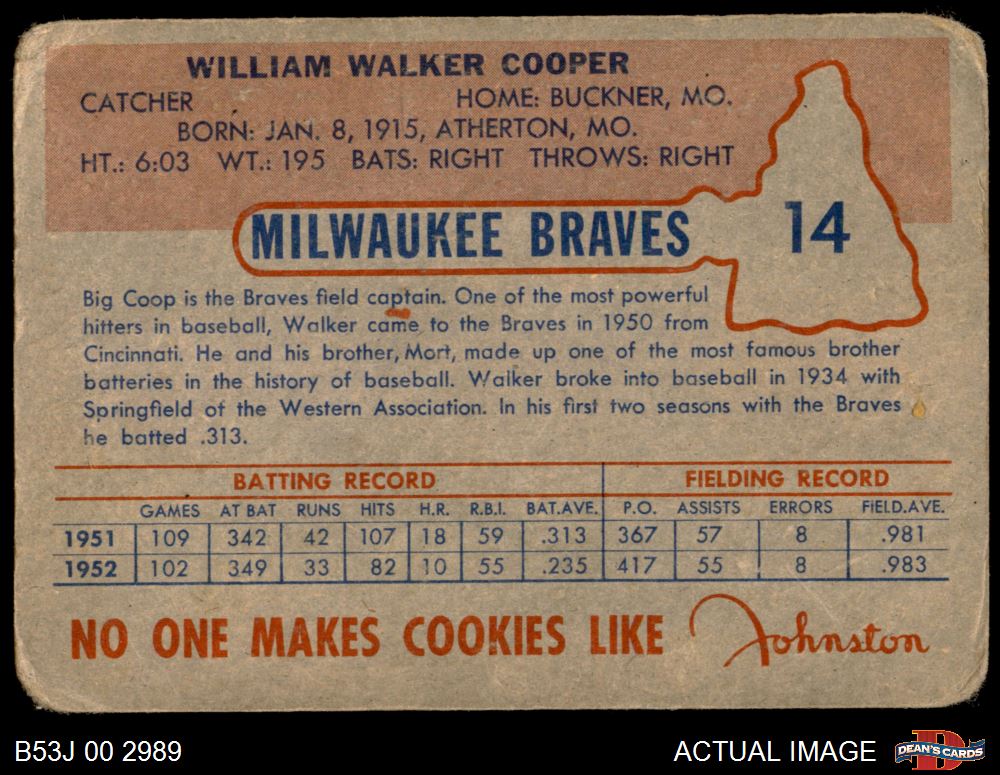 WILLIAM WALKER COOPER
CATCHER HOME: BUCKNER, MO.
BORN: JAN. 8, 1915, ATHERTON, MO.
HT.: 6:03 WT.: 195 BATS: RIGHT THROWS: RIGHT
MILWAUKEE BRAVES 14
Big Coop is the Braves field captain. One of the most powerful
hitters in baseball, Walker came to the Braves in 1950 from
Cincinnati. He and his brother, Mort, made up one of the most famous brother
batteries in the history of baseball. Walker broke into baseball in 1934 with
Springfield of the Western Association. In his first two seasons with the Braves
he batted .313.
BATTING RECORD FIELDING RECORD
GAMES AT BAT RUNS HITS H.R. R.B.I. BAT.AVE. P.O. ASSISTS ERRORS FIELD.AVE.
1951 109 342 42 107 18 59 .313 367 57 8 .981
1952 102 349 33 82 10 55 .235 417 55 8 .983
NO ONE MAKES COOKIES LIKE Johnston
B53J 00 2989 ACTUAL IMAGE DEAN'S CARDS